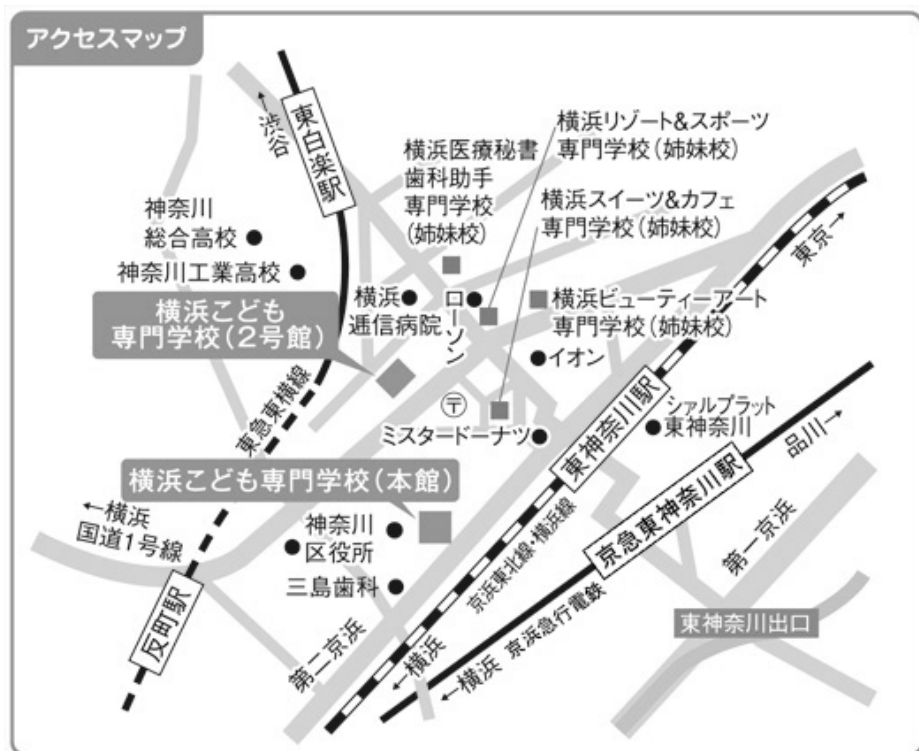 アクセスマップ
←渋谷
東白楽駅
横浜リゾート&スポーツ
専門学校(姉妹校)
横浜医療秘書
歯科助手
専門学校
(姉妹校)
横浜スイーツ&カフェ
専門学校(姉妹校)
神奈川
総合高校
神奈川工業高校
東京→
横浜こども
専門学校(2号館)
横浜
逓信病院
ローソン
横浜ビューティーアート
専門学校(姉妹校)
イオン
東急東横線
〒
ミスタードーナツ
東神奈川駅
シァルプラット
東神奈川
品川→
横浜こども専門学校(本館)
京急東神奈川駅
←横浜
国道1号線
神奈川
区役所
三島歯科
京浜東北線・横浜線
第一京浜
反町駅
第二京浜
←横浜
←横浜 京浜急行電鉄
東神奈川出口